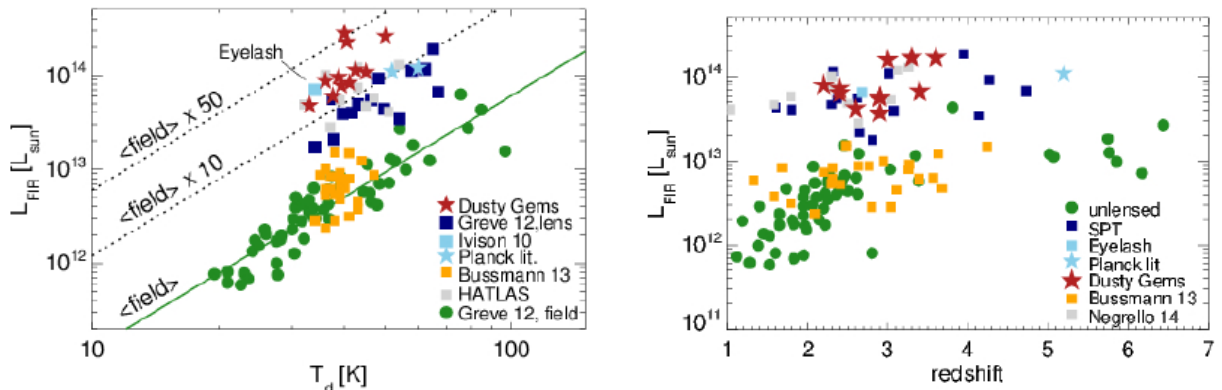 Eyelash
<field> x 50
<field> x 10
<field>
10^14
10^13
10^12
L_FIR [L_sun]
Dusty Gems
Greve 12,lens
Ivison 10
Planck lit.
Bussmann 13
HATLAS
Greve 12, field
10
100
T_d [K]
10^14
10^13
10^12
10^11
L_FIR [L_sun]
unlensed
SPT
Eyelash
Planck lit
Dusty Gems
Bussmann 13
Negrello 14
1 2 3 4 5 6 7
redshift